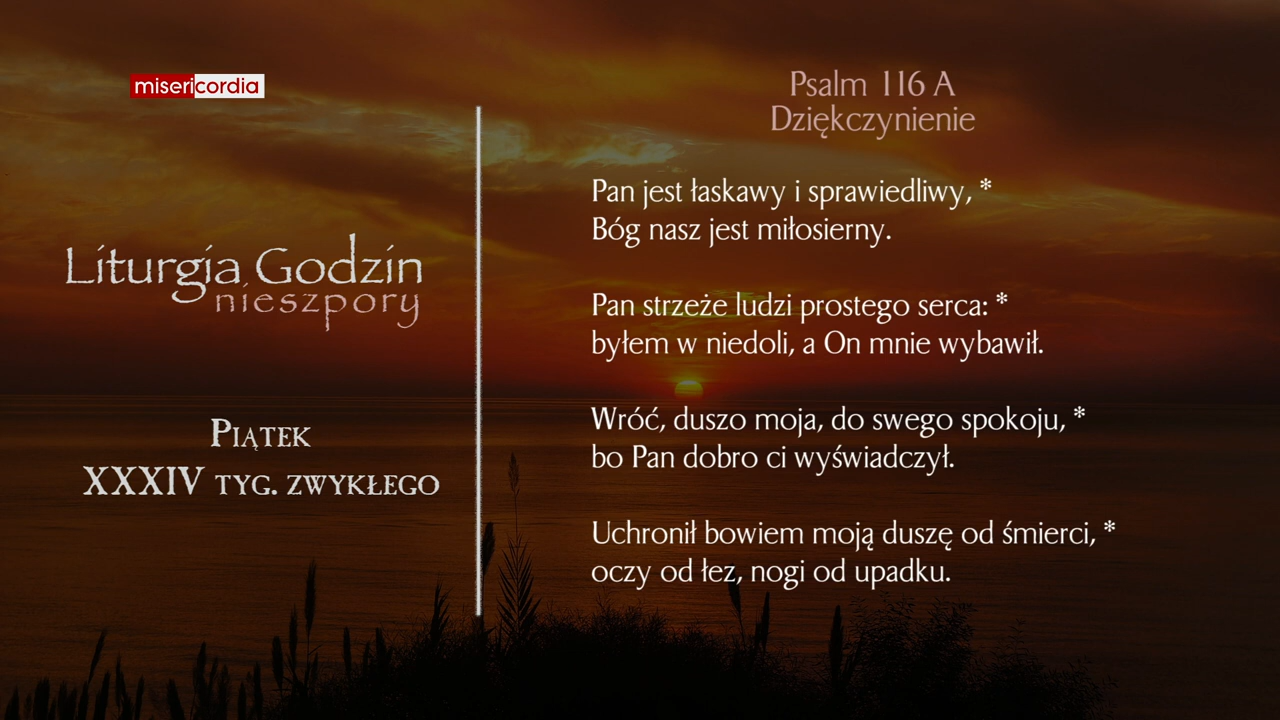 misericordia
Liturgia Godzin
nieszpory
Piątek
XXXIV tyg. zwykłego
Psalm 116 A
Dziękczynienie
Pan jest łaskawy i sprawiedliwy, *
Bóg nasz jest miłosierny.
Pan strzeże ludzi prostego serca: *
byłem w niedoli, a On mnie wybawił.
Wróć, duszo moja, do swego spokoju, *
bo Pan dobro ci wyświadczył.
Uchronił bowiem moją duszę od śmierci, *
oczy od łez, nogi od upadku.